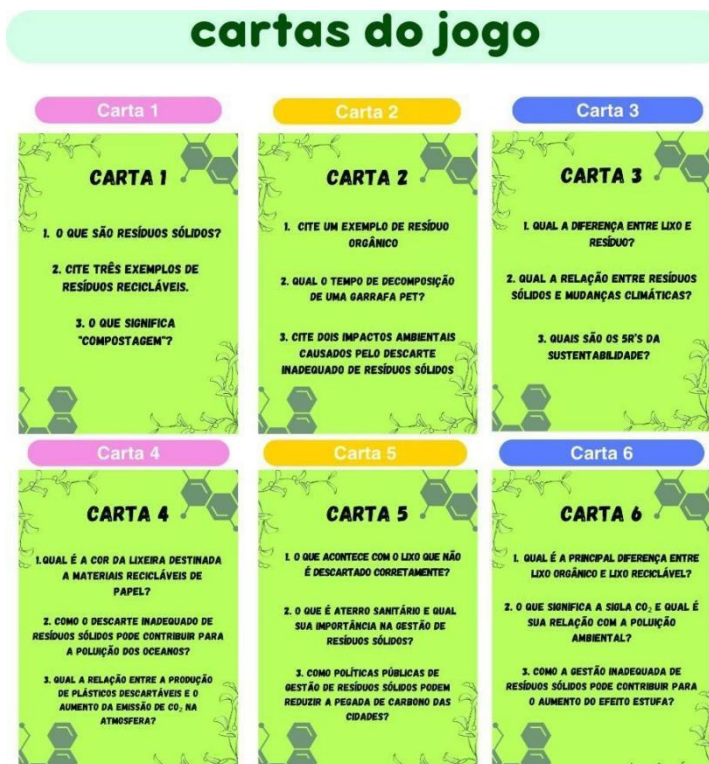 cartas do jogo
Carta 1
CARTA 1
1. O QUE SÃO RESÍDUOS SÓLIDOS?
2. CITE TRÊS EXEMPLOS DE
RESÍDUOS RECICLÁVEIS.
3. O QUE SIGNIFICA
"COMPOSTAGEM"?
Carta 2
CARTA 2
1. CITE UM EXEMPLO DE RESÍDUO
ORGÂNICO
2. QUAL O TEMPO DE DECOMPOSIÇÃO
DE UMA GARRAFA PET?
3. CITE DOIS IMPACTOS AMBIENTAIS
CAUSADOS PELO DESCARTE
INADEQUADO DE RESÍDUOS SÓLIDOS
Carta 3
CARTA 3
1. QUAL A DIFERENÇA ENTRE LIXO E
RESÍDUO?
2. QUAL A RELAÇÃO ENTRE RESÍDUOS
SÓLIDOS E MUDANÇAS CLIMÁTICAS?
3. QUAIS SÃO OS 5R'S DA
SUSTENTABILIDADE?
Carta 4
CARTA 4
1.QUAL É A COR DA LIXEIRA DESTINADA
A MATERIAIS RECICLÁVEIS DE
PAPEL?
2. COMO O DESCARTE INADEQUADO DE
RESÍDUOS SÓLIDOS PODE CONTRIBUIR PARA
A POLUIÇÃO DOS OCEANOS?
3. QUAL A RELAÇÃO ENTRE A PRODUÇÃO
DE PLÁSTICOS DESCARTÁVEIS E O
AUMENTO DA EMISSÃO DE CO₂ NA
ATMOSFERA?
Carta 5
CARTA 5
1. O QUE ACONTECE COM O LIXO QUE NÃO
É DESCARTADO CORRETAMENTE?
2. O QUE É ATERRO SANITÁRIO E QUAL
SUA IMPORTÂNCIA NA GESTÃO DE
RESÍDUOS SÓLIDOS?
3. COMO POLÍTICAS PÚBLICAS DE
GESTÃO DE RESÍDUOS SÓLIDOS PODEM
REDUZIR A PEGADA DE CARBONO DAS
CIDADES?
Carta 6
CARTA 6
1. QUAL É A PRINCIPAL DIFERENÇA ENTRE
LIXO ORGÂNICO E LIXO RECICLÁVEL?
2. O QUE SIGNIFICA A SIGLA CO₂ E QUAL É
SUA RELAÇÃO COM A POLUIÇÃO
AMBIENTAL?
3. COMO A GESTÃO INADEQUADA DE
RESÍDUOS SÓLIDOS PODE CONTRIBUIR PARA
O AUMENTO DO EFEITO ESTUFA?